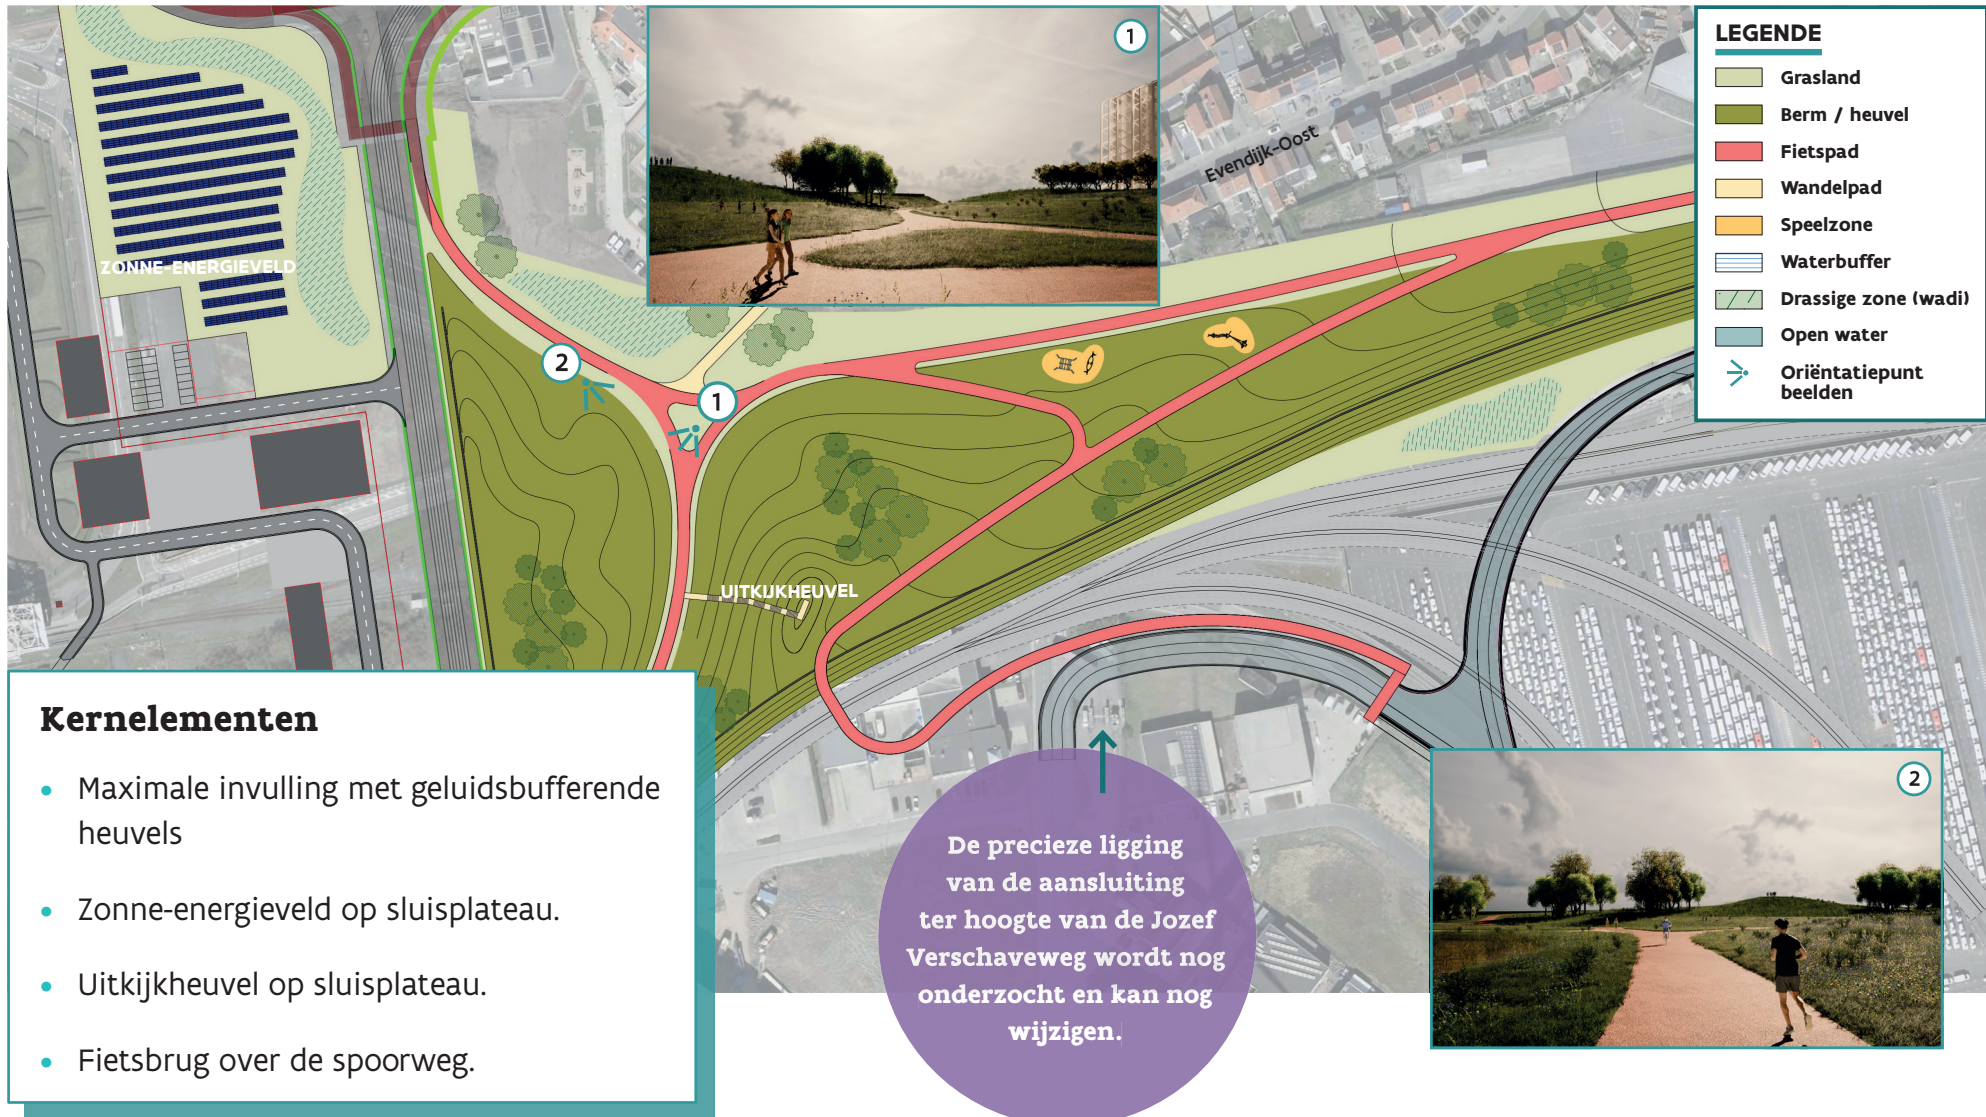 1
LEGENDE
Grasland
Berm / heuvel
Fietspad
Wandelpad
Speelzone
Waterbuffer
Drassige zone (wadi)
Open water
Oriëntatiepunt
beelden
Evendijk-Oost
ZONNE-ENERGIEVELD
2
1
UITKIJKHEUVEL
Kernelementen
• Maximale invulling met geluidsbufferende
heuvels
• Zonne-energieveld op sluisplateau.
• Uitkijkheuvel op sluisplateau.
• Fietsbrug over de spoorweg.
De precieze ligging
van de aansluiting
ter hoogte van de Jozef
Verschaveweg wordt nog
onderzocht en kan nog
wijzigen.
2